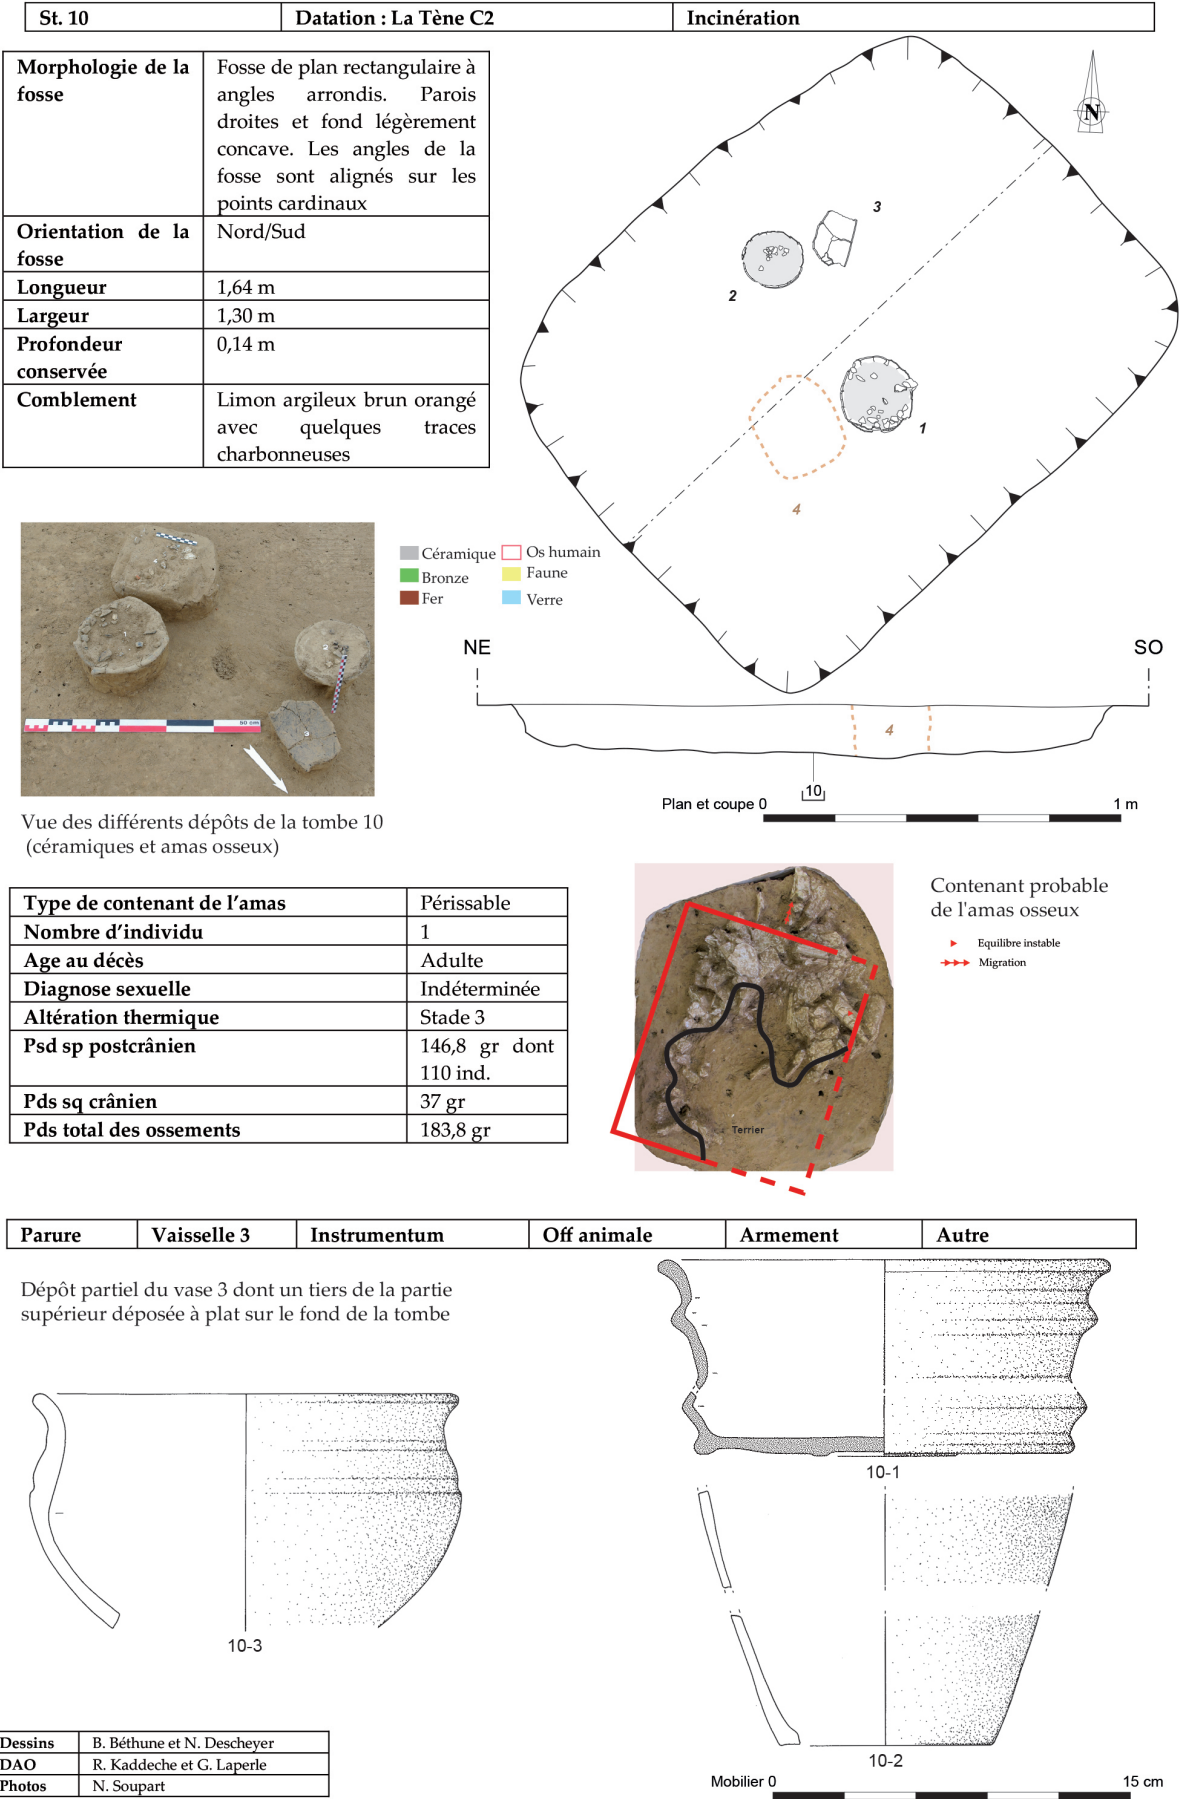 St. 10 Datation : La Tène C2 Incinération
Morphologie de la fosse
Fosse de plan rectangulaire à
angles arrondis. Parois
droites et fond légèrement
concave. Les angles de la
fosse sont alignés sur les
points cardinaux
Orientation de la fosse
Nord/Sud
Longueur 1,64 m
Largeur 1,30 m
Profondeur conservée
0,14 m
Comblement
Limon argileux brun orangé
avec quelques traces
charbonneuses
N
3
2
1
4
Céramique Os humain
Bronze Faune
Fer Verre
1
2
3
50 cm
Vue des différents dépôts de la tombe 10
(céramiques et amas osseux)
NE SO
4
10
Plan et coupe 0 1 m
Type de contenant de l’amas Périssable
Nombre d’individu 1
Age au décès Adulte
Diagnose sexuelle Indéterminée
Altération thermique Stade 3
Psd sp postcrânien 146,8 gr dont
110 ind.
Pds sq crânien 37 gr
Pds total des ossements 183,8 gr
Terrier
Contenant probable
de l'amas osseux
Equilibre instable
Migration
Parure Vaisselle 3 Instrumentum Off animale Armement Autre
Dépôt partiel du vase 3 dont un tiers de la partie
supérieur déposée à plat sur le fond de la tombe
10-3
10-1
10-2
Dessins B. Béthune et N. Descheyer
DAO R. Kaddeche et G. Laperle
Photos N. Soupart
Mobilier 0 15 cm